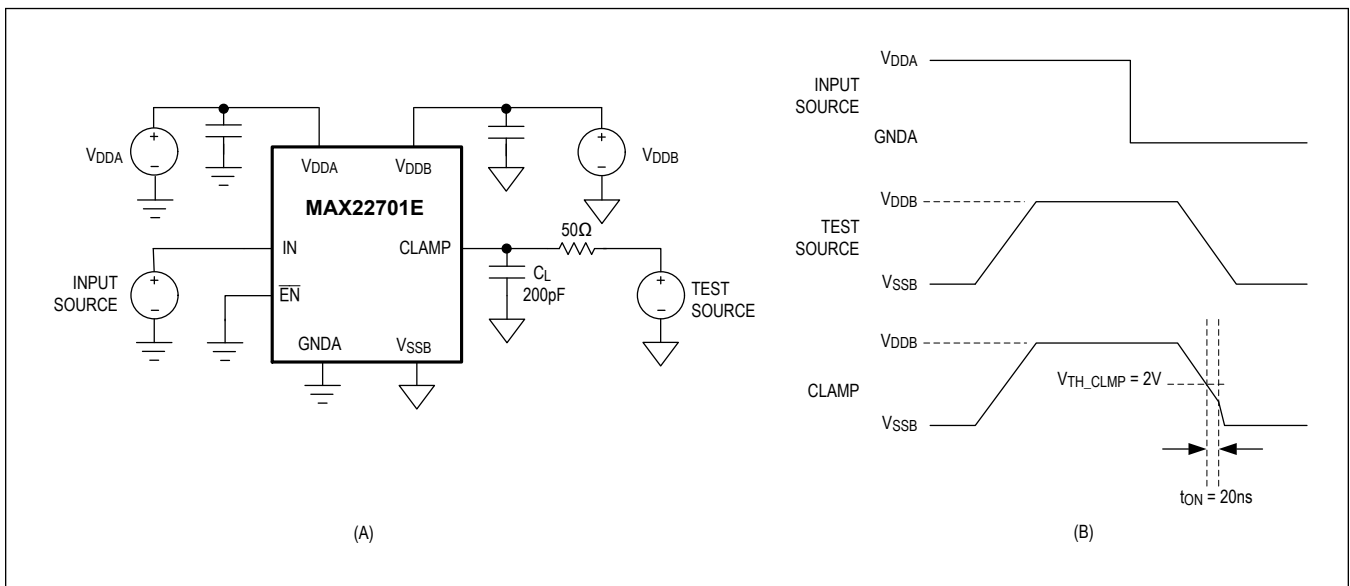 VDDA
+
−
VDDA
VDDB
MAX22701E
+
−
VDDB
IN
CLAMP
50Ω
INPUT
SOURCE
+
−
EN
CL
200pF
+
−
TEST
SOURCE
GNDA
VSSB
(A)
INPUT
SOURCE
VDDA
GNDA
TEST
SOURCE
VDDB
VSSB
CLAMP
VDDB
VTH_CLMP = 2V
VSSB
tON = 20ns
(B)